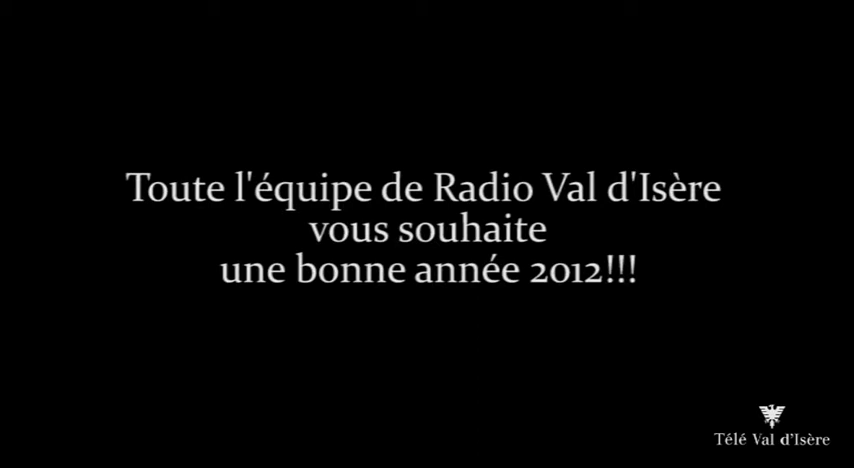 Toute l'équipe de Radio Val d'Isère
vous souhaite
une bonne année 2012!!!
Télé Val d'Isère